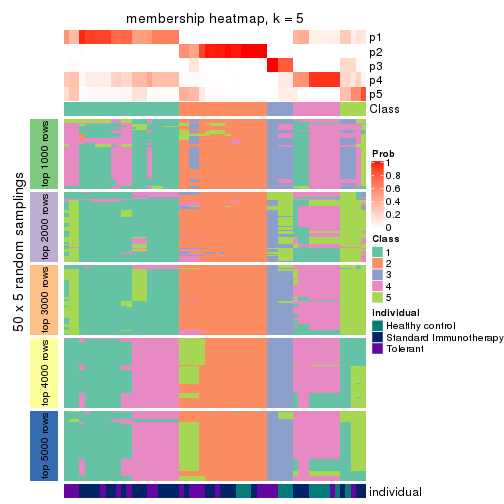 membership heatmap, k = 5
p1
p2
p3
p4
p5
Class
50 x 5 random samplings
top 1000 rows
top 2000 rows
top 3000 rows
top 4000 rows
top 5000 rows
individual
Prob
1
0.8
0.6
0.4
0.2
0
Class
1
2
3
4
5
individual
Healthy control
Standard Immunotherapy
Tolerant